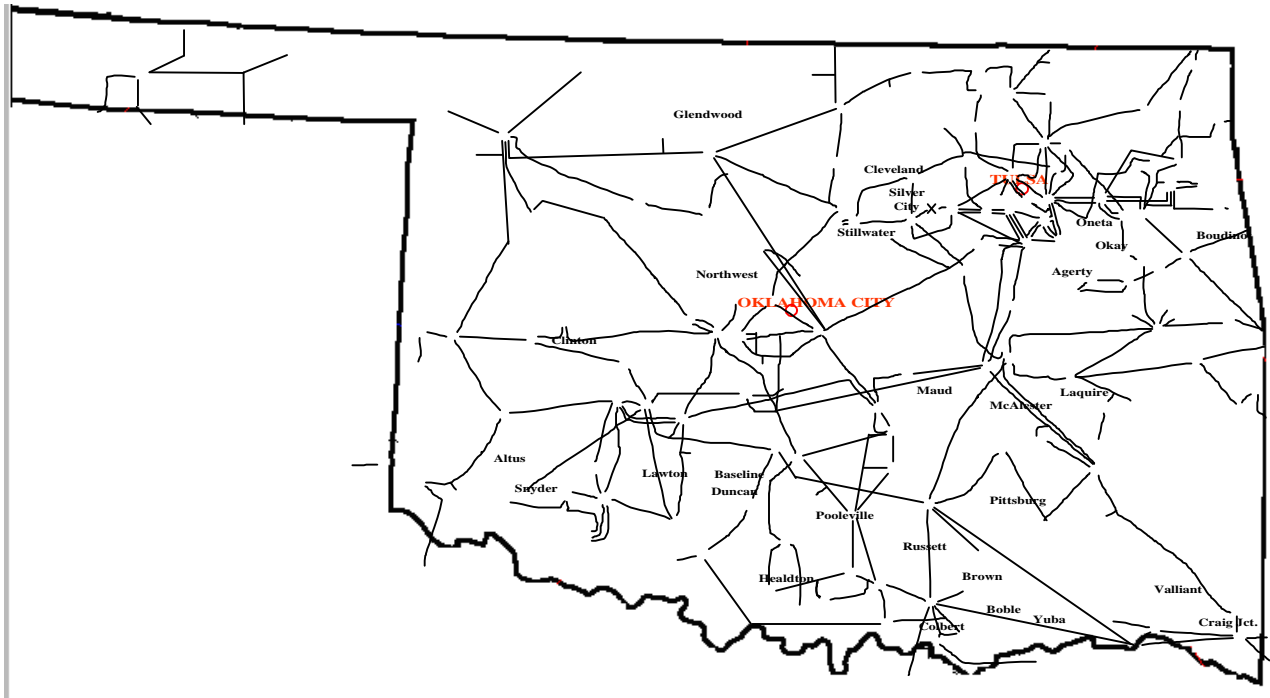 Glendwood
Cleveland
TULSA
Silver
City
Oneta
Stillwater
Okay
Boudino
Agerty
Northwest
OKLAHOMA CITY
Clinton
Maud
Laquire
McAlester
Altus
Lawton
Baseline
Snyder
Duncan
Pittsburg
Pooleville
Russett
Healdton
Brown
Valliant
Boble
Yuba
Colbert
Craig Jct.